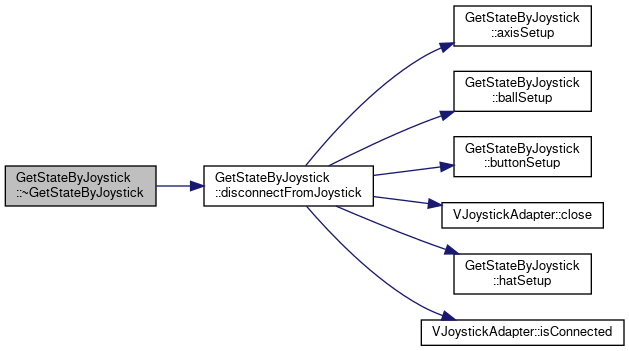 GetStateByJoystick
::~GetStateByJoystick
GetStateByJoystick
::disconnectFromJoystick
GetStateByJoystick
::axisSetup
GetStateByJoystick
::ballSetup
GetStateByJoystick
::buttonSetup
VJoystickAdapter::close
GetStateByJoystick
::hatSetup
VJoystickAdapter::isConnected